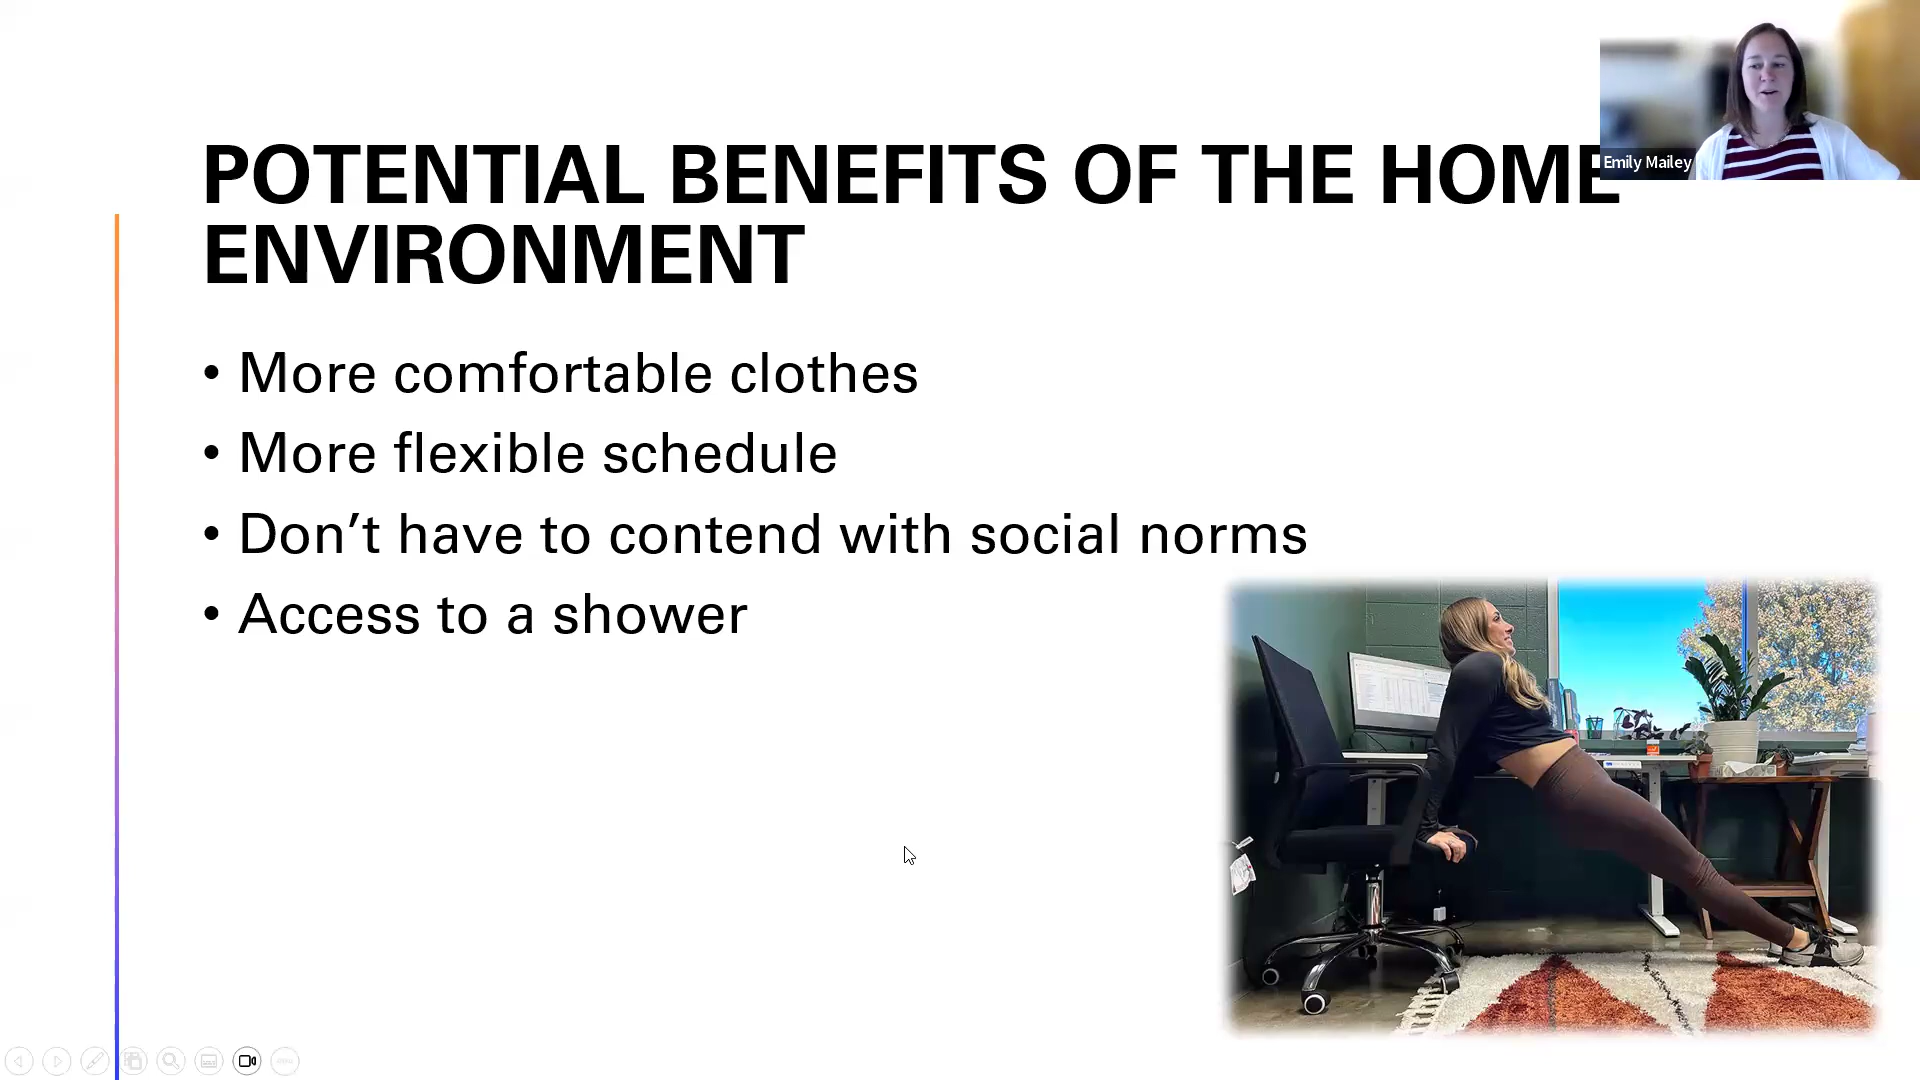 Emily Mailey
POTENTIAL BENEFITS OF THE HOME
ENVIRONMENT
• More comfortable clothes
• More flexible schedule
• Don’t have to contend with social norms
• Access to a shower